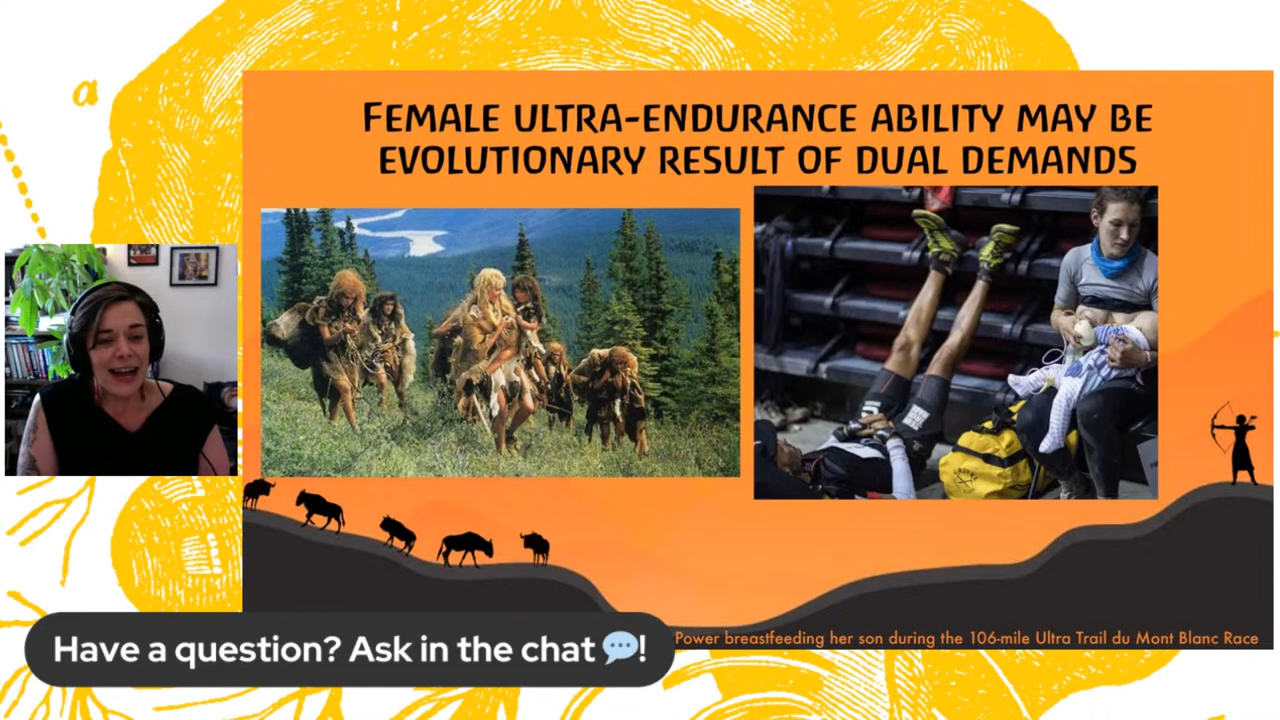 a
FEMALE ULTRA-ENDURANCE ABILITY MAY BE
EVOLUTIONARY RESULT OF DUAL DEMANDS
Have a question? Ask in the chat 💬!
Power breastfeeding her son during the 106-mile Ultra Trail du Mont Blanc Race